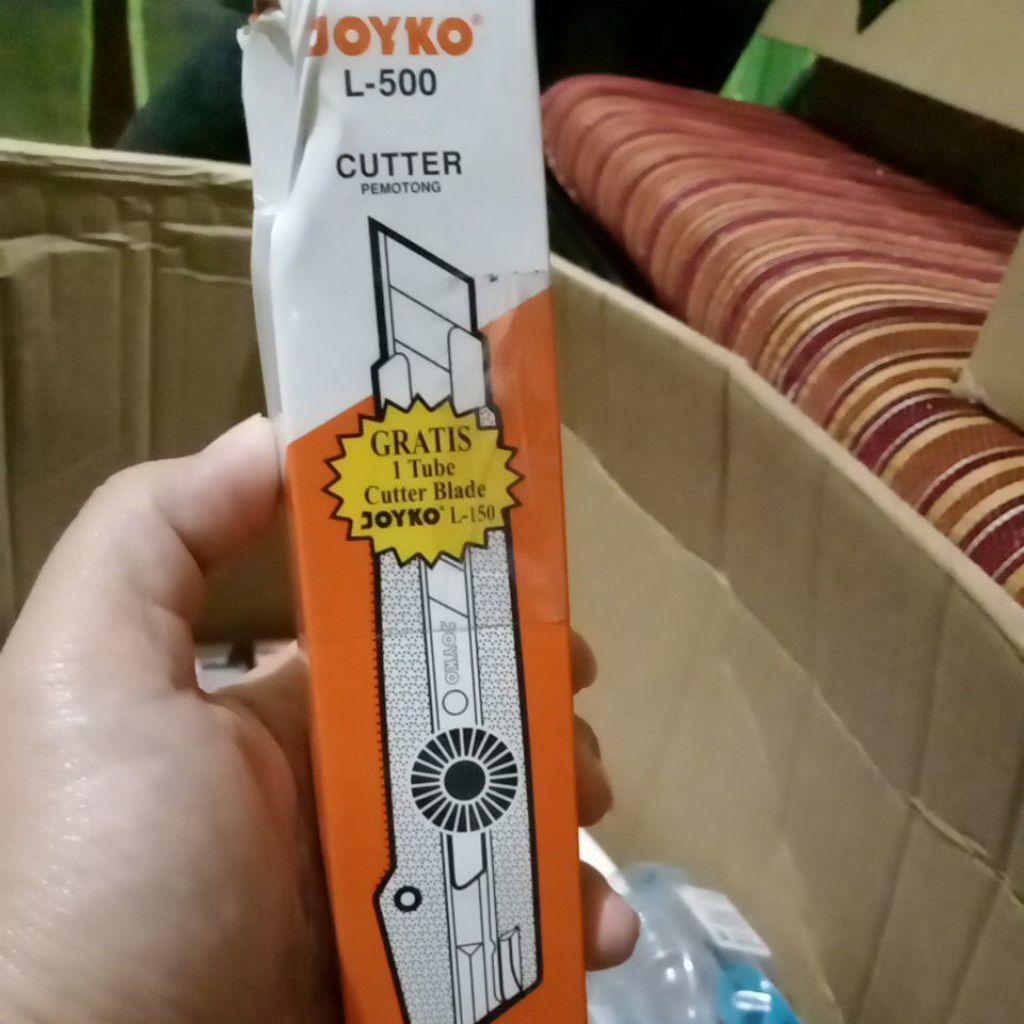 JOYKO®
L-500
CUTTER
PEMOTONG
GRATIS
1 Tube
Cutter Blade
JOYKO® L-150
JOYKO